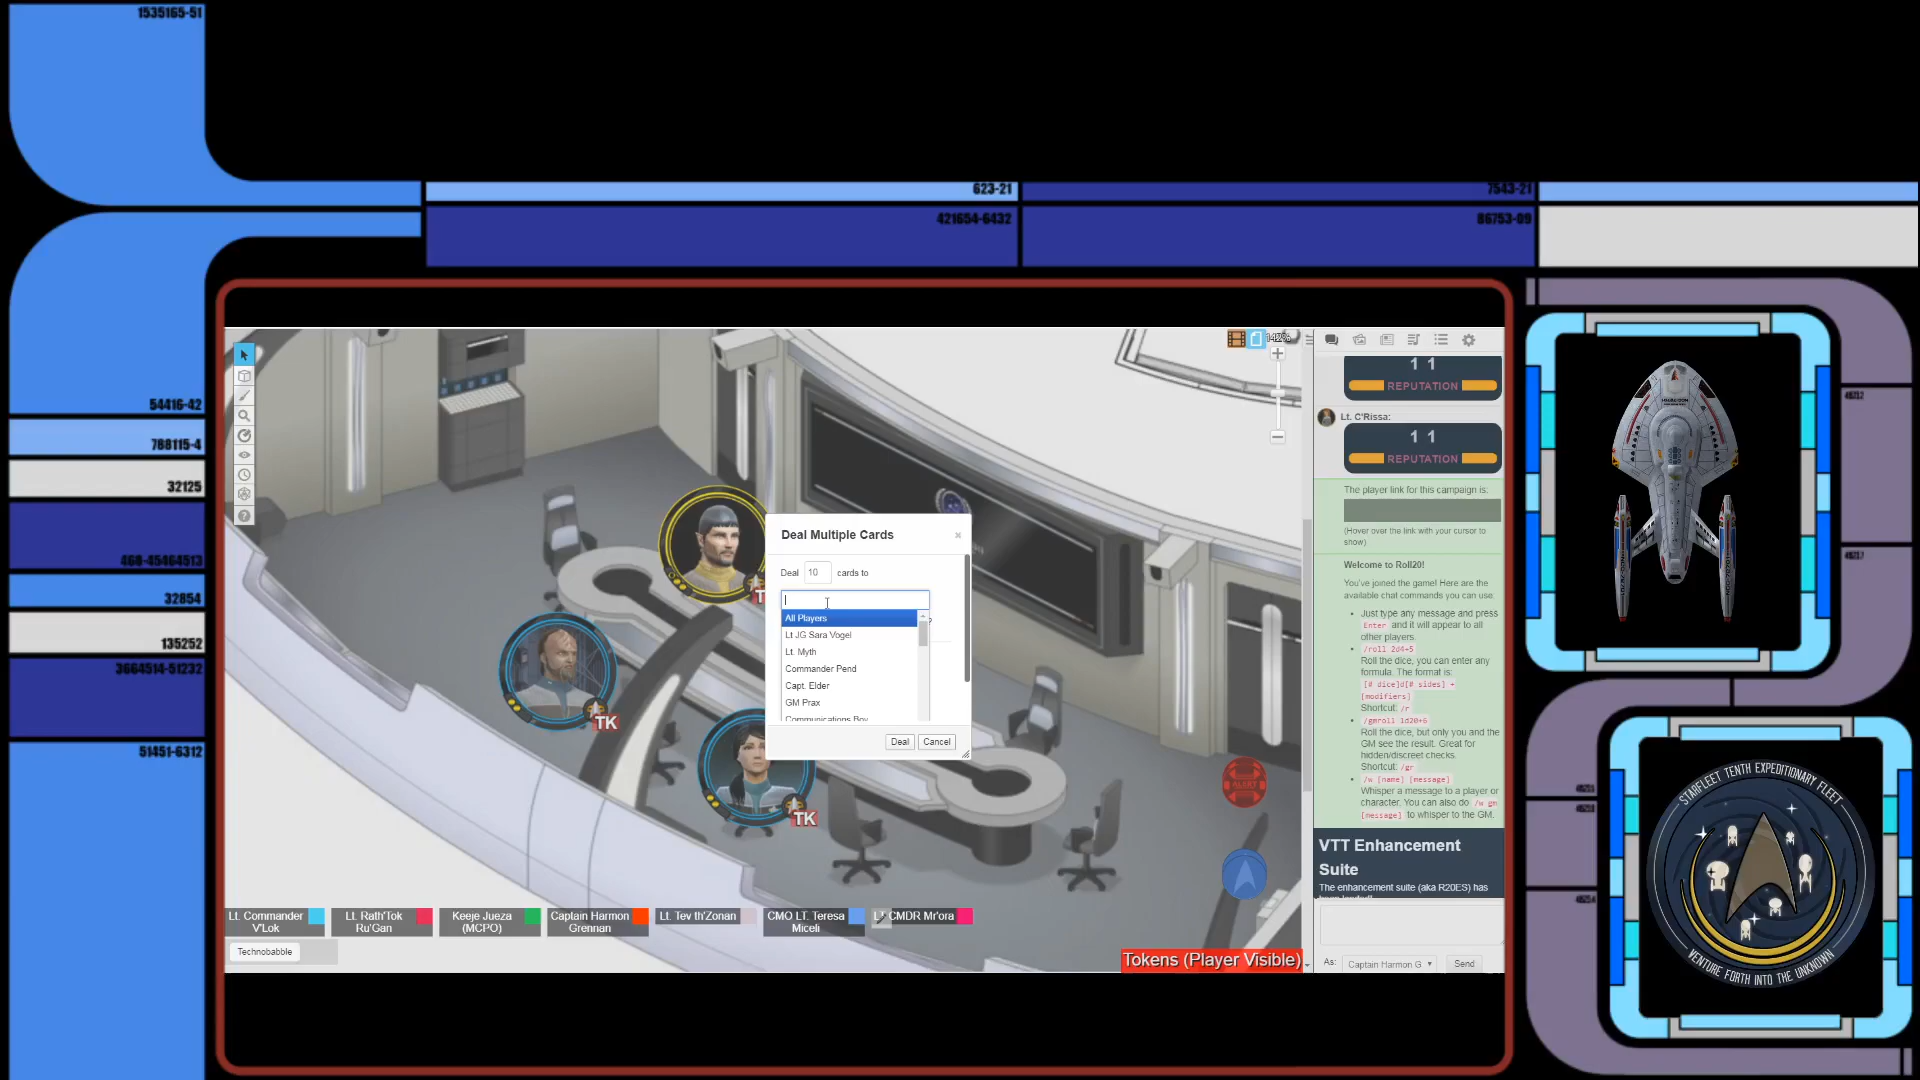 1535165-51
623-21
7543-21
421654-6432
86753-09
54416-42
768115-4
32125
468-45464513
32854
135252
3664514-51232
51451-6312
142%
1 1
REPUTATION
Lt. C'Rissa:
1 1
REPUTATION
The player link for this campaign is:
(Hover over the link with your cursor to
show)
Welcome to Roll20!
You've joined the game! Here are the
available chat commands you can use.
• Just type any message and press
Enter and it will appear to all
other players.
• /roll 2d4+5
Roll the dice, you can enter any
formula. The format is:
[# dice]d[# sides] +
[modifiers]
Shortcut: /r
• /gmroll 1d20+6
Roll the dice, but only you and the
GM see the result. Great for
hidden/discreet checks.
Shortcut: /gr
• /w [name] [message]
Whisper a message to a player or
character. You can also do /w gm
[message] to whisper to the GM.
VTT Enhancement
Suite
The enhancement suite (aka R20ES) has
As: Captain Harmon G
Send
Deal Multiple Cards
×
Deal 10 cards to
All Players
Lt JG Sara Vogel
Lt. Myth
Commander Pend
Capt. Elder
GM Prax
Communications Boy
Deal
Cancel
TK
TK
ALERT
Lt. Commander
V'Lok
Lt. Rath'Tok
Ru'Gan
Keeje Jueza
(MCPO)
Captain Harmon
Grennan
Lt. Tev th'Zonan
CMO LT. Teresa
Miceli
Lt CMDR Mr'ora
Technobabble
Tokens (Player Visible)
STARFLEET TENTH EXPEDITIONARY FLEET
VENTURE FORTH INTO THE UNKNOWN